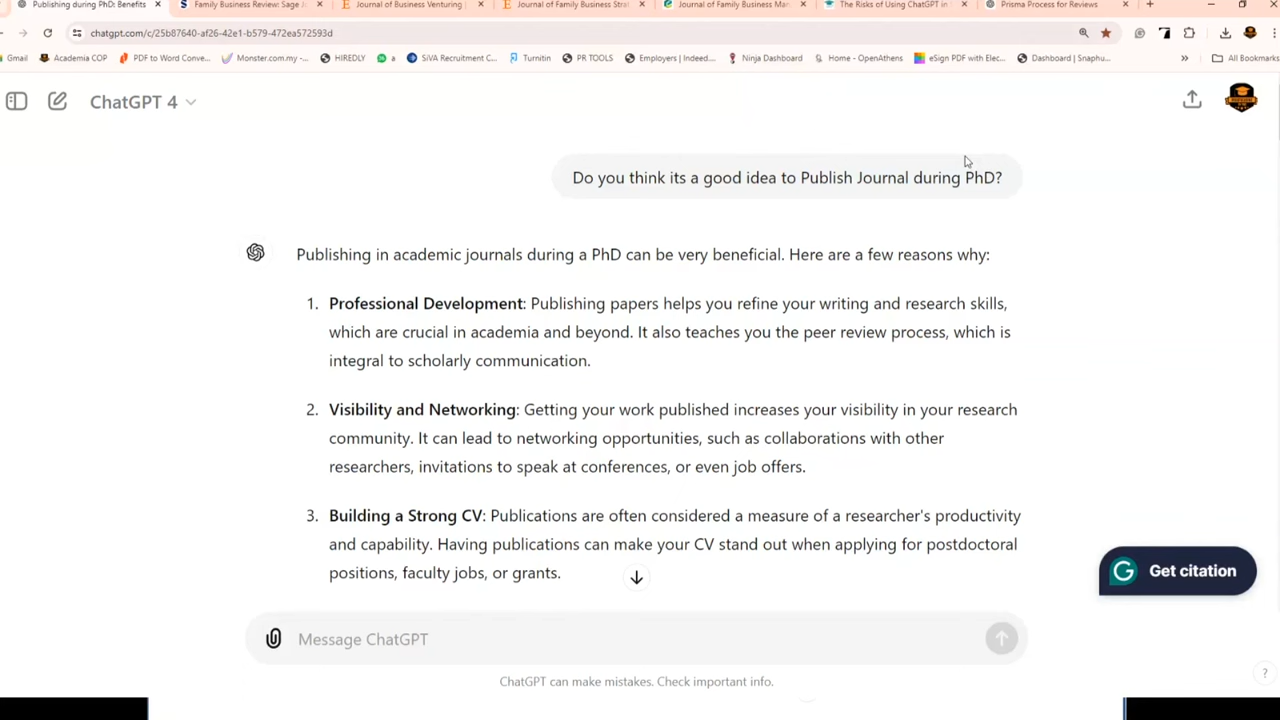 Publishing during PhD: Benefits
Family Business Review: Sage J
Journal of Business Venturing
Journal of Family Business Strat
Journal of Family Business Man
The Risks of Using ChatGPT in
Prisma Process for Reviews
chatgpt.com/c/25b87640-af26-42e1-b579-472ea572593d
Gmail
Academia COP
PDF to Word Conve...
Monster.com.my -...
HIREDLY
a
SiVA Recruitment C...
Turnitin
PR TOOLS
Employers | Indeed...
Ninja Dashboard
Home - OpenAthens
eSign PDF with Elec...
Dashboard | Snaphu...
All Bookmarks
ChatGPT 4
Do you think its a good idea to Publish Journal during PhD?
Publishing in academic journals during a PhD can be very beneficial. Here are a few reasons why:
1. Professional Development: Publishing papers helps you refine your writing and research skills,
which are crucial in academia and beyond. It also teaches you the peer review process, which is
integral to scholarly communication.
2. Visibility and Networking: Getting your work published increases your visibility in your research
community. It can lead to networking opportunities, such as collaborations with other
researchers, invitations to speak at conferences, or even job offers.
3. Building a Strong CV: Publications are often considered a measure of a researcher's productivity
and capability. Having publications can make your CV stand out when applying for postdoctoral
positions, faculty jobs, or grants.
Get citation
Message ChatGPT
ChatGPT can make mistakes. Check important info.
?